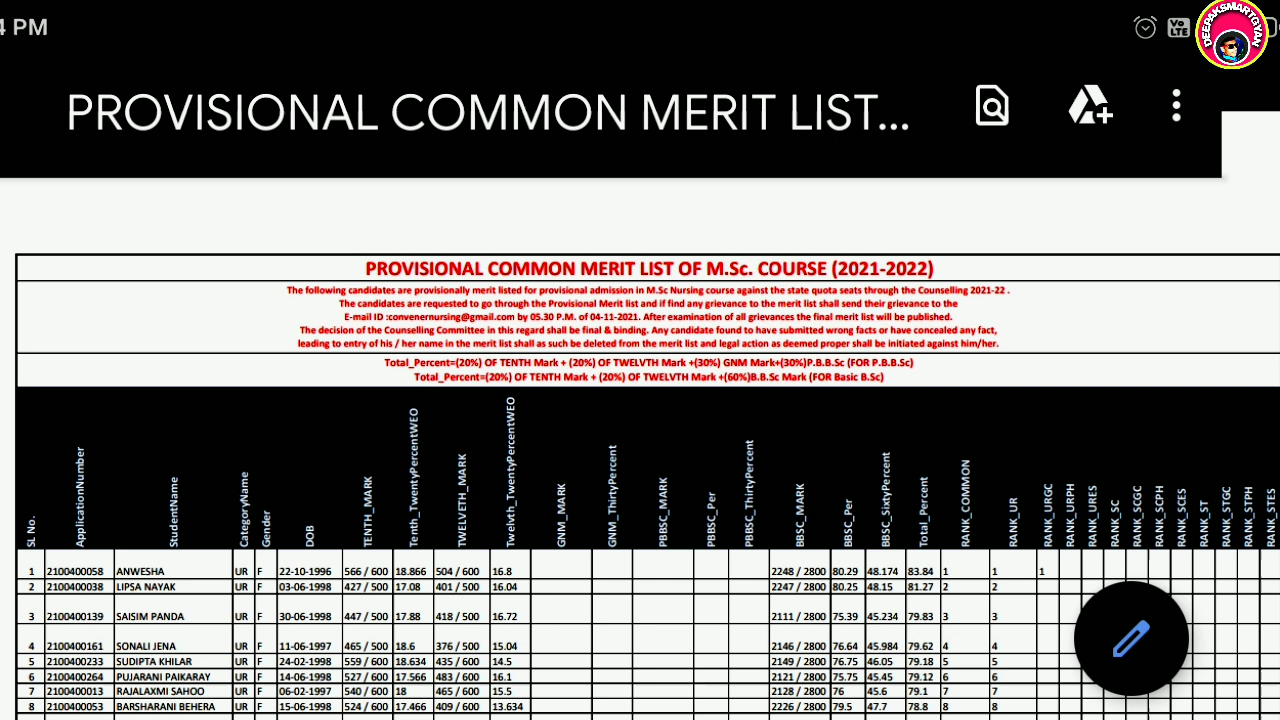 4 PM
Vo LTE
DEEPAKSMARTGYAN
PROVISIONAL COMMON MERIT LIST...
PROVISIONAL COMMON MERIT LIST OF M.Sc. COURSE (2021-2022)
The following candidates are provisionally merit listed for provisional admission in M.Sc Nursing course against the state quota seats through the Counselling 2021-22 .
The candidates are requested to go through the Provisional Merit list and if find any grievance to the merit list shall send their grievance to the
E-mail ID :convenernursing@gmail.com by 05.30 P.M. of 04-11-2021. After examination of all grievances the final merit list will be published.
The decision of the Counselling Committee in this regard shall be final & binding. Any candidate found to have submitted wrong facts or have concealed any fact,
leading to entry of his / her name in the merit list shall as such be deleted from the merit list and legal action as deemed proper shall be initiated against him/her.
Total_Percent=(20%) OF TENTH Mark + (20%) OF TWELVTH Mark +(30%) GNM Mark+(30%)P.B.B.Sc (FOR P.B.B.Sc)
Total_Percent=(20%) OF TENTH Mark + (20%) OF TWELVTH Mark +(60%)B.B.Sc Mark (FOR Basic B.Sc)
SL No. ApplicationNumber StudentName CategoryName Gender DOB TENTH_MARK Tenth_TwentyPercentWEO TWELVETH_MARK Twelvth_TwentyPercentWEO GNM_MARK GNM_ThirtyPercent PBBSC_MARK PBBSC_Per PBBSC_ThirtyPercent BBSC_MARK BBSC_Per BBSC_SixtyPercent Total_Percent RANK_COMMON RANK_UR RANK_URGC RANK_URPH RANK_URES RANK_SC RANK_SCGC RANK_SCPH RANK_SCES RANK_ST RANK_STGC RANK_STPH RANK_STES
1 2100400058 ANWESHA UR F 22-10-1996 566 / 600 18.866 504 / 600 16.8 2248 / 2800 80.29 48.174 83.84 1 1 1
2 2100400038 LIPSA NAYAK UR F 03-06-1998 427 / 500 17.08 401 / 500 16.04 2247 / 2800 80.25 48.15 81.27 2 2
3 2100400139 SAISIM PANDA UR F 30-06-1998 447 / 500 17.88 418 / 500 16.72 2111 / 2800 75.39 45.234 79.83 3 3
4 2100400161 SONALI JENA UR F 11-06-1997 465 / 500 18.6 376 / 500 15.04 2146 / 2800 76.64 45.984 79.62 4 4
5 2100400233 SUDIPTA KHILAR UR F 24-02-1998 559 / 600 18.634 435 / 600 14.5 2149 / 2800 76.75 46.05 79.18 5 5
6 2100400264 PUJARANI PAIKARAY UR F 14-06-1998 527 / 600 17.566 483 / 600 16.1 2121 / 2800 75.75 45.45 79.12 6 6
7 2100400013 RAJALAXMI SAHOO UR F 06-02-1997 540 / 600 18 465 / 600 15.5 2128 / 2800 76 45.6 79.1 7 7
8 2100400053 BARSHARANI BEHERA UR F 15-06-1998 524 / 600 17.466 409 / 600 13.634 2226 / 2800 79.5 47.7 78.8 8 8